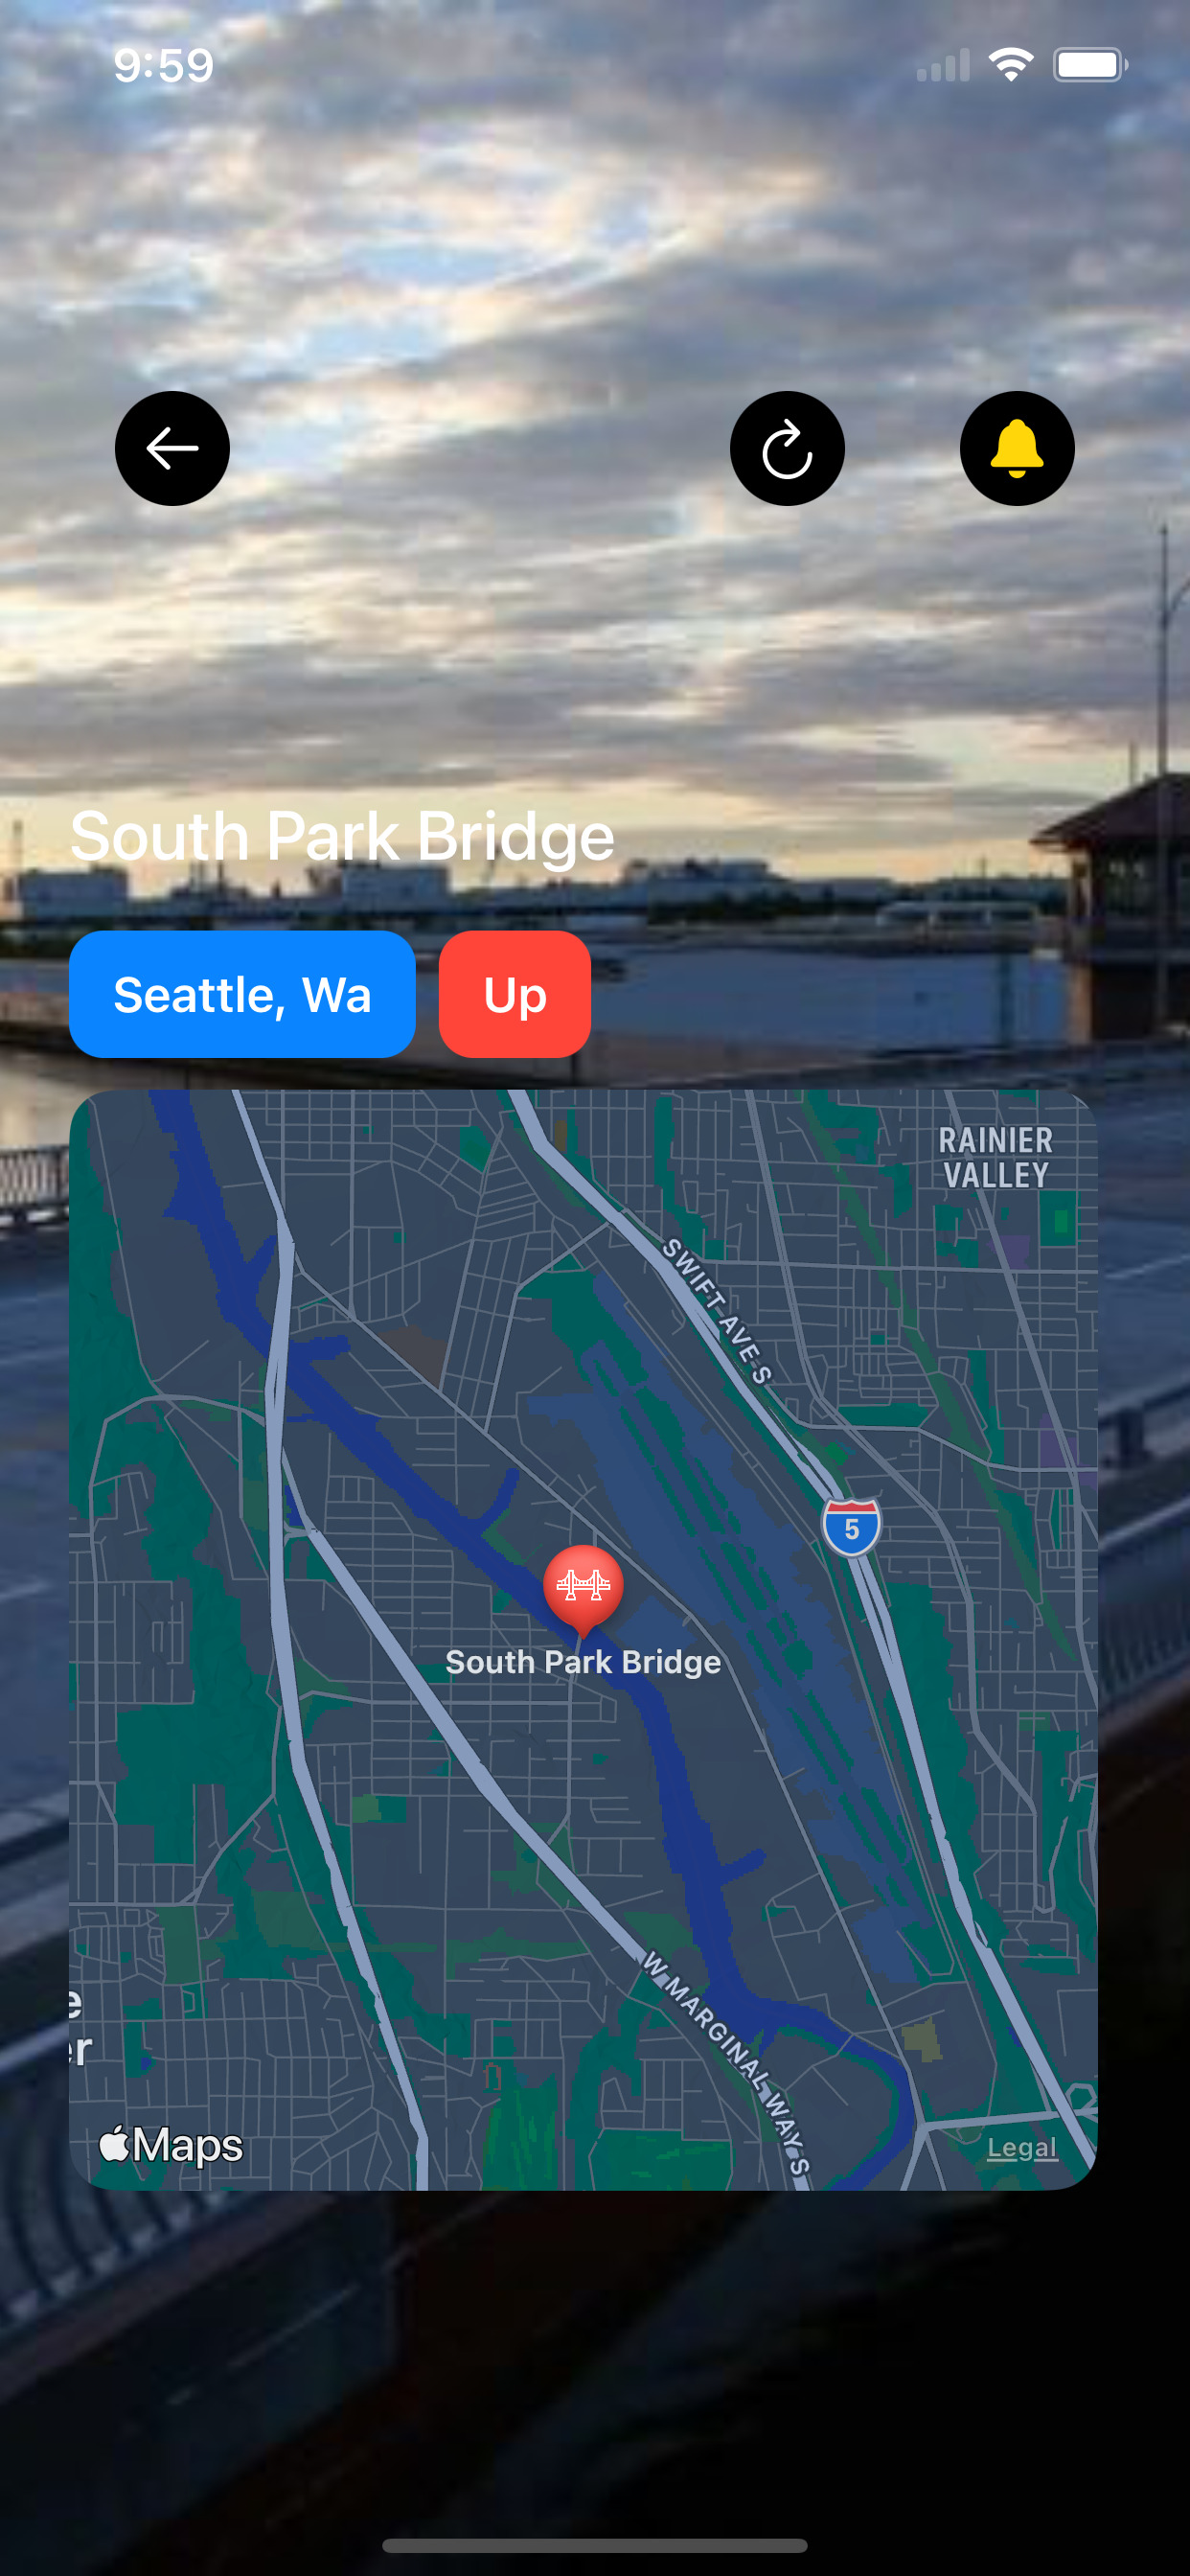 9:59
South Park Bridge
Seattle, Wa
Up
RAINIER
VALLEY
SWIFT AVE S
5
South Park Bridge
W MARGINAL WAY S
e
er
Maps
Legal